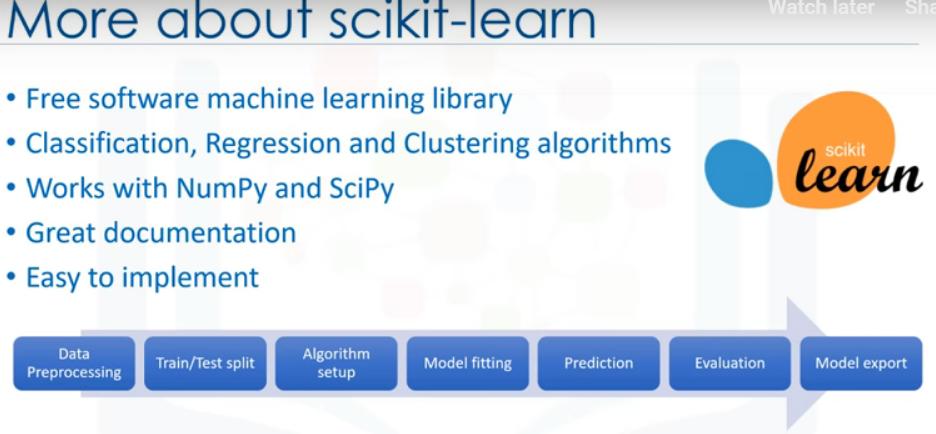 More about scikit-learn
Watch later
• Free software machine learning library
• Classification, Regression and Clustering algorithms
• Works with NumPy and SciPy
• Great documentation
• Easy to implement
scikit
learn
Data
Preprocessing
Train/Test split
Algorithm
setup
Model fitting
Prediction
Evaluation
Model export